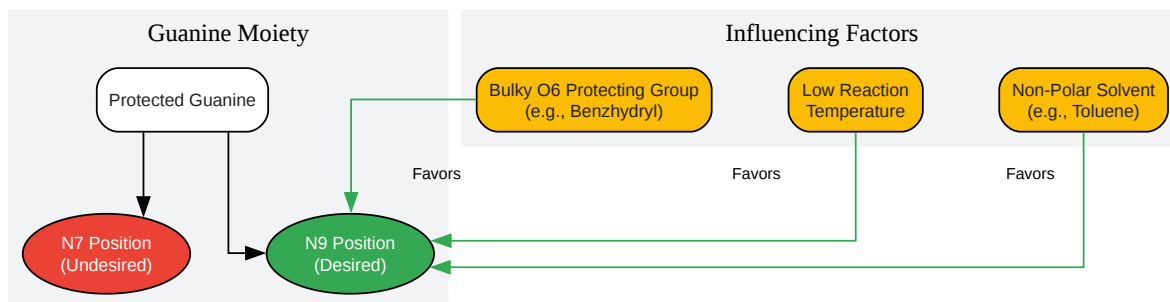 Guanine Moiety
Influencing Factors
Protected Guanine
Bulky O6 Protecting Group
(e.g., Benzhydryl)
Low Reaction
Temperature
Non-Polar Solvent
(e.g., Toluene)
Favors
Favors
Favors
N7 Position
(Undesired)
N9 Position
(Desired)